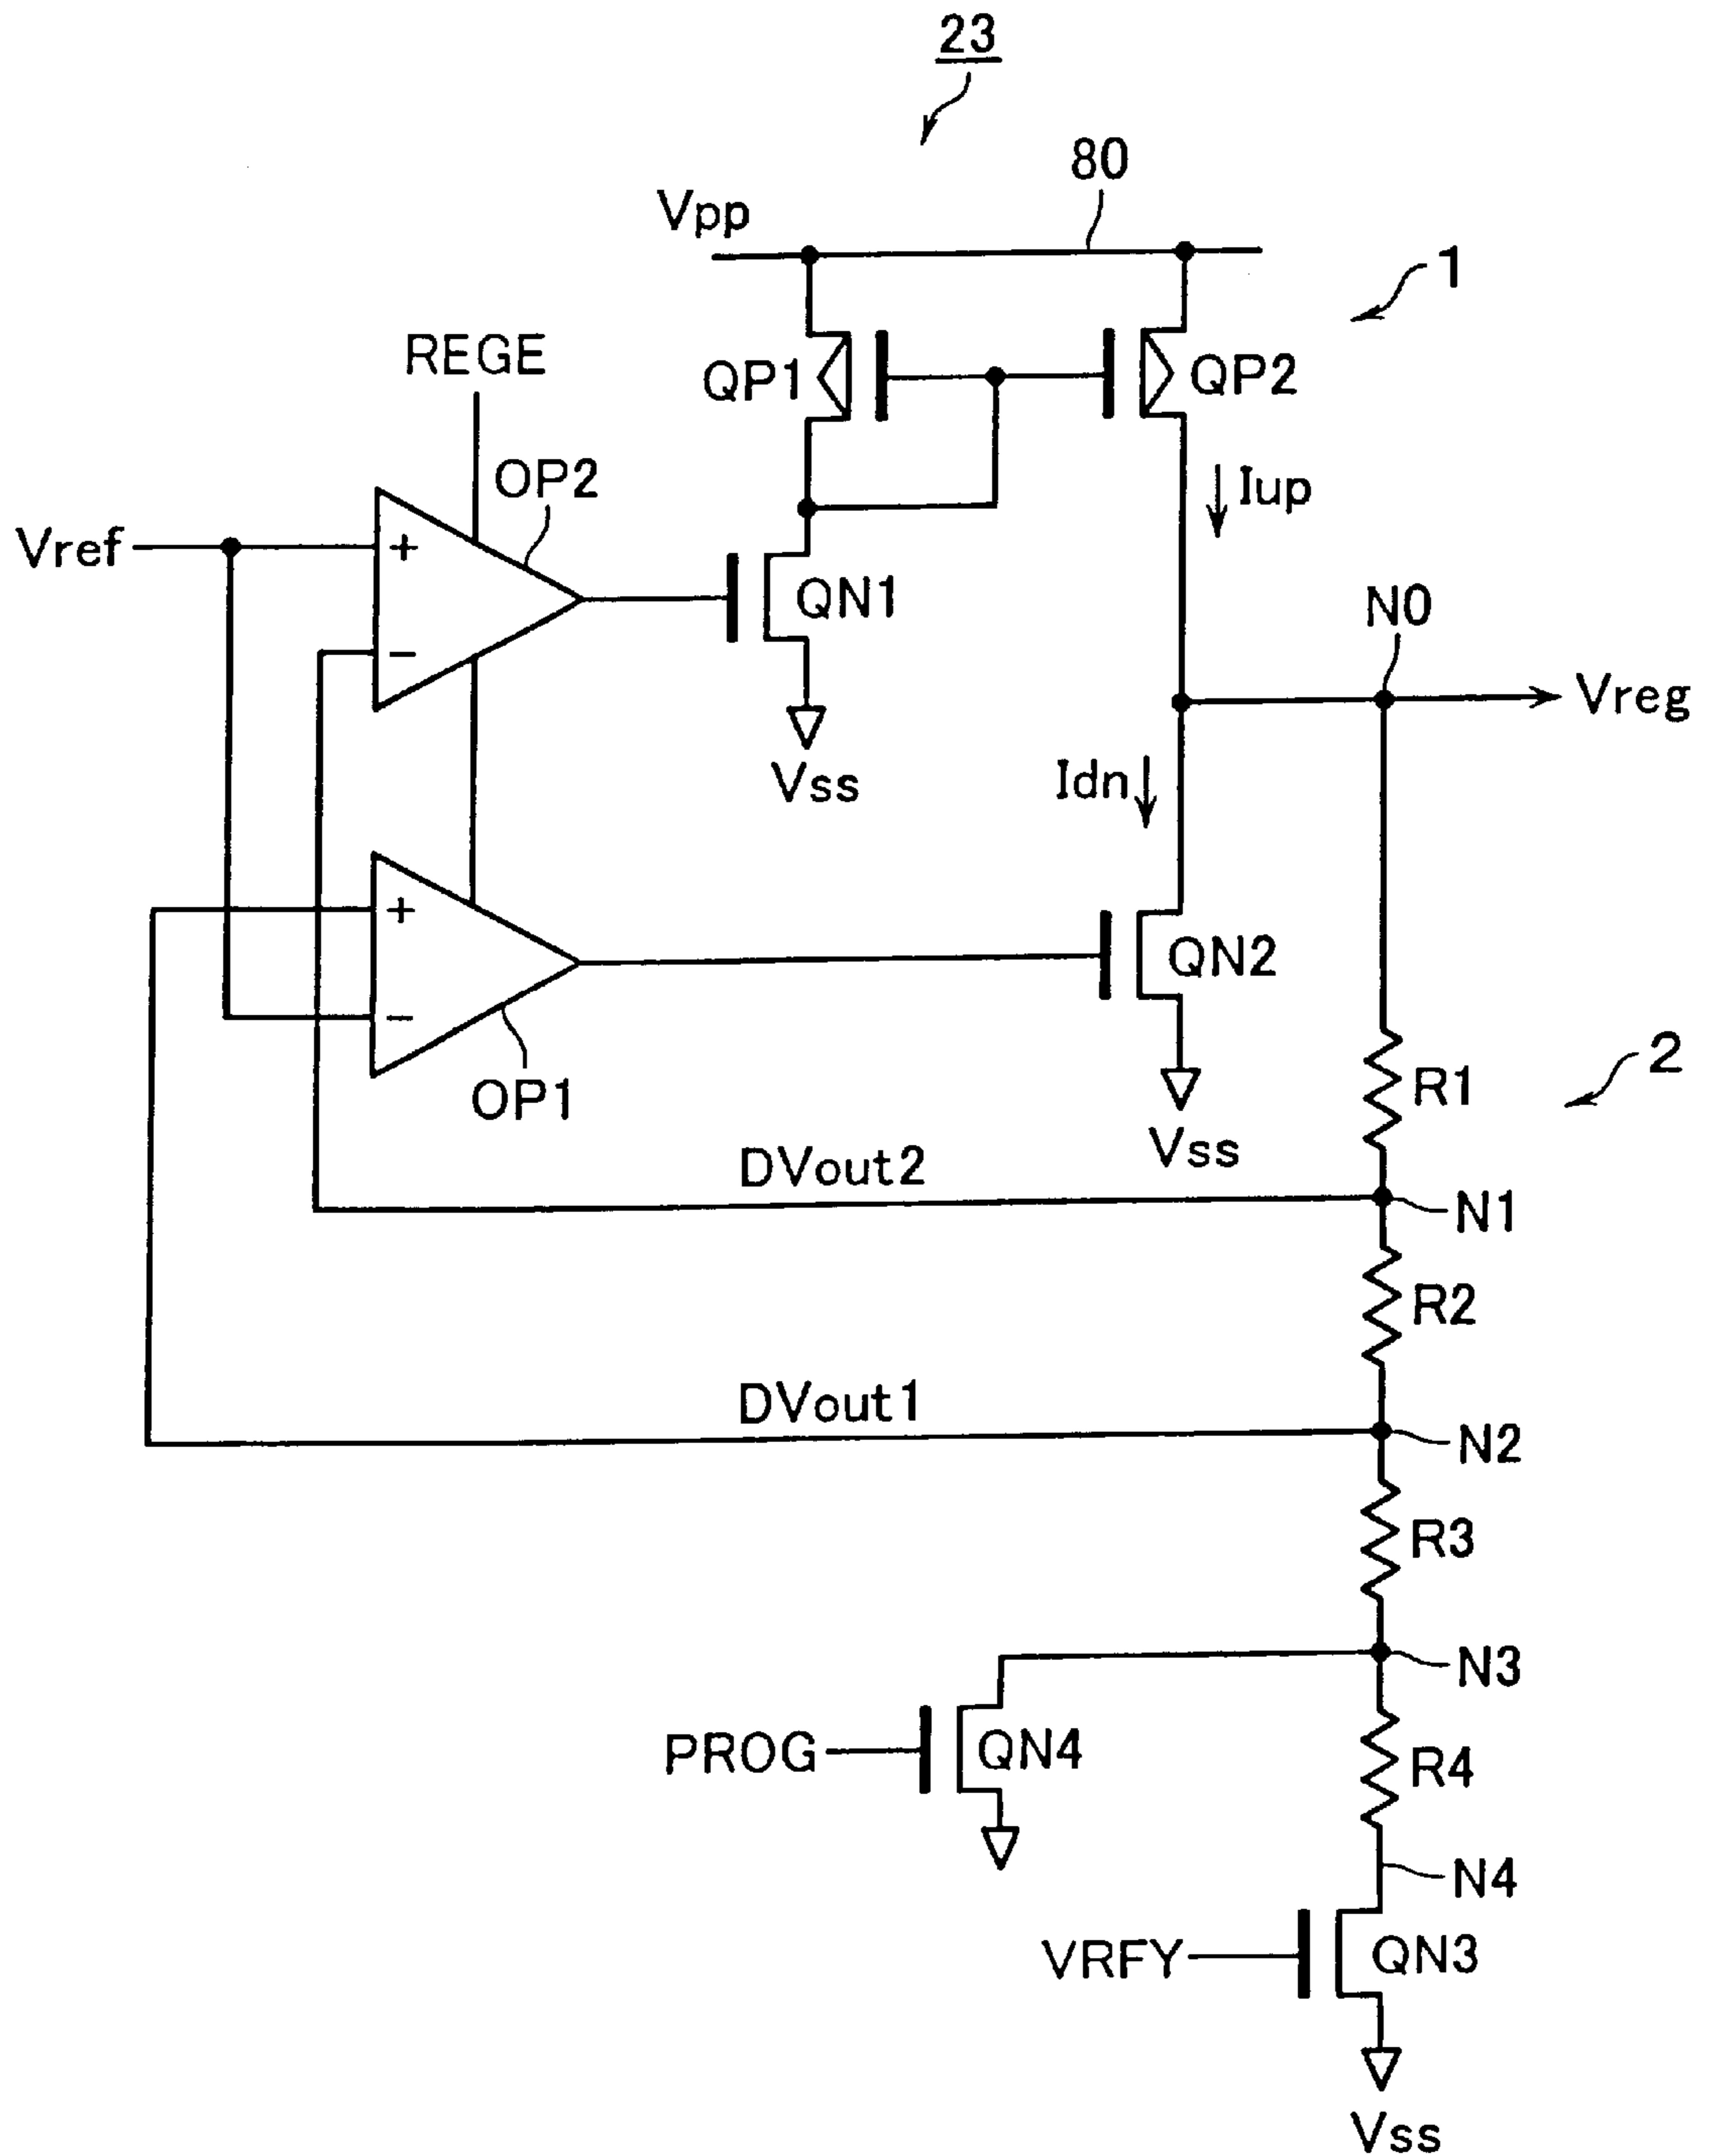 23
80
Vpp
1
REGE
QP1
QP2
OP2
Iup
Vref
+
QN1
N0
−
Vreg
Vss
Idn
+
QN2
−
OP1
2
R1
Vss
DVout2
N1
R2
DVout1
N2
R3
N3
PROG
QN4
R4
N4
VRFY
QN3
Vss